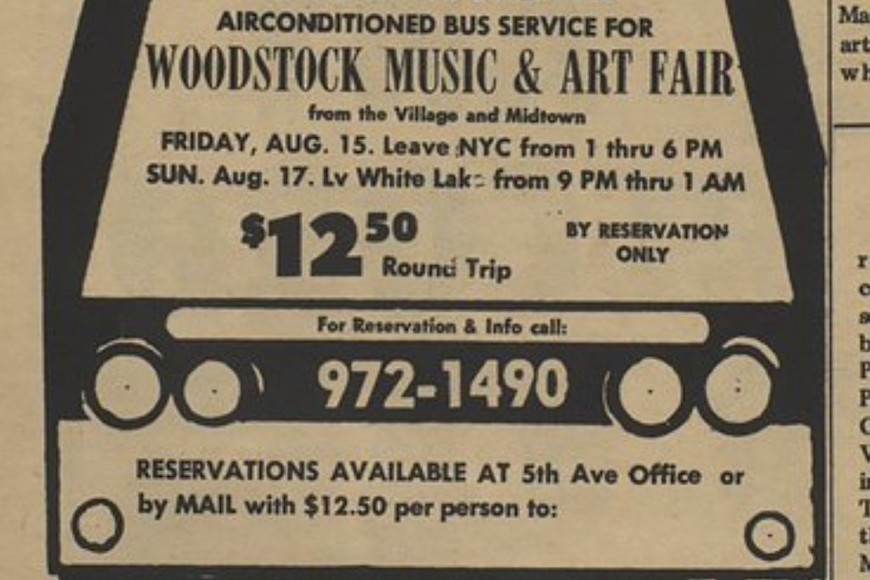 AIRCONDITIONED BUS SERVICE FOR
WOODSTOCK MUSIC & ART FAIR
from the Village and Midtown
FRIDAY, AUG. 15. Leave NYC from 1 thru 6 PM
SUN. Aug. 17. Lv White Lake from 9 PM thru 1 AM
$12.50
Round Trip
BY RESERVATION
ONLY
For Reservation & Info call:
972-1490
RESERVATIONS AVAILABLE AT 5th Ave Office or
by MAIL with $12.50 per person to: